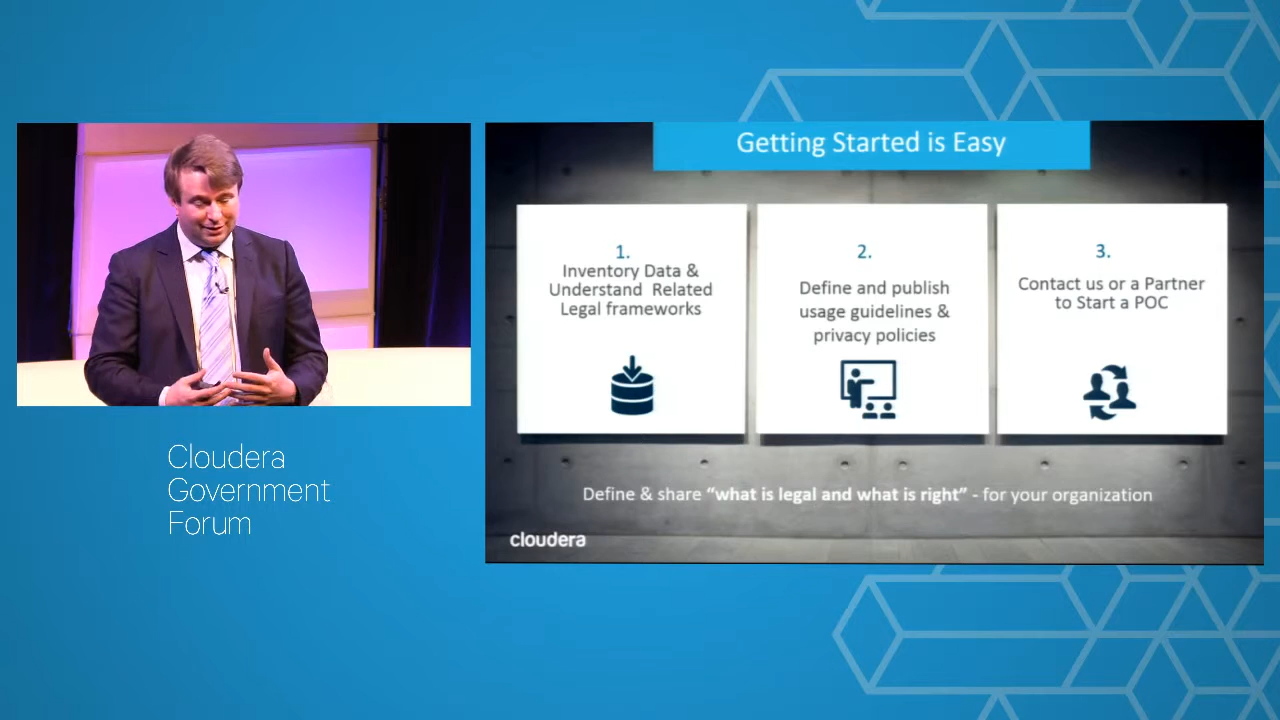 Getting Started is Easy
1.
Inventory Data &
Understand Related
Legal frameworks
2.
Define and publish
usage guidelines &
privacy policies
3.
Contact us or a Partner
to Start a POC
Define & share “what is legal and what is right” - for your organization
cloudera
Cloudera
Government
Forum